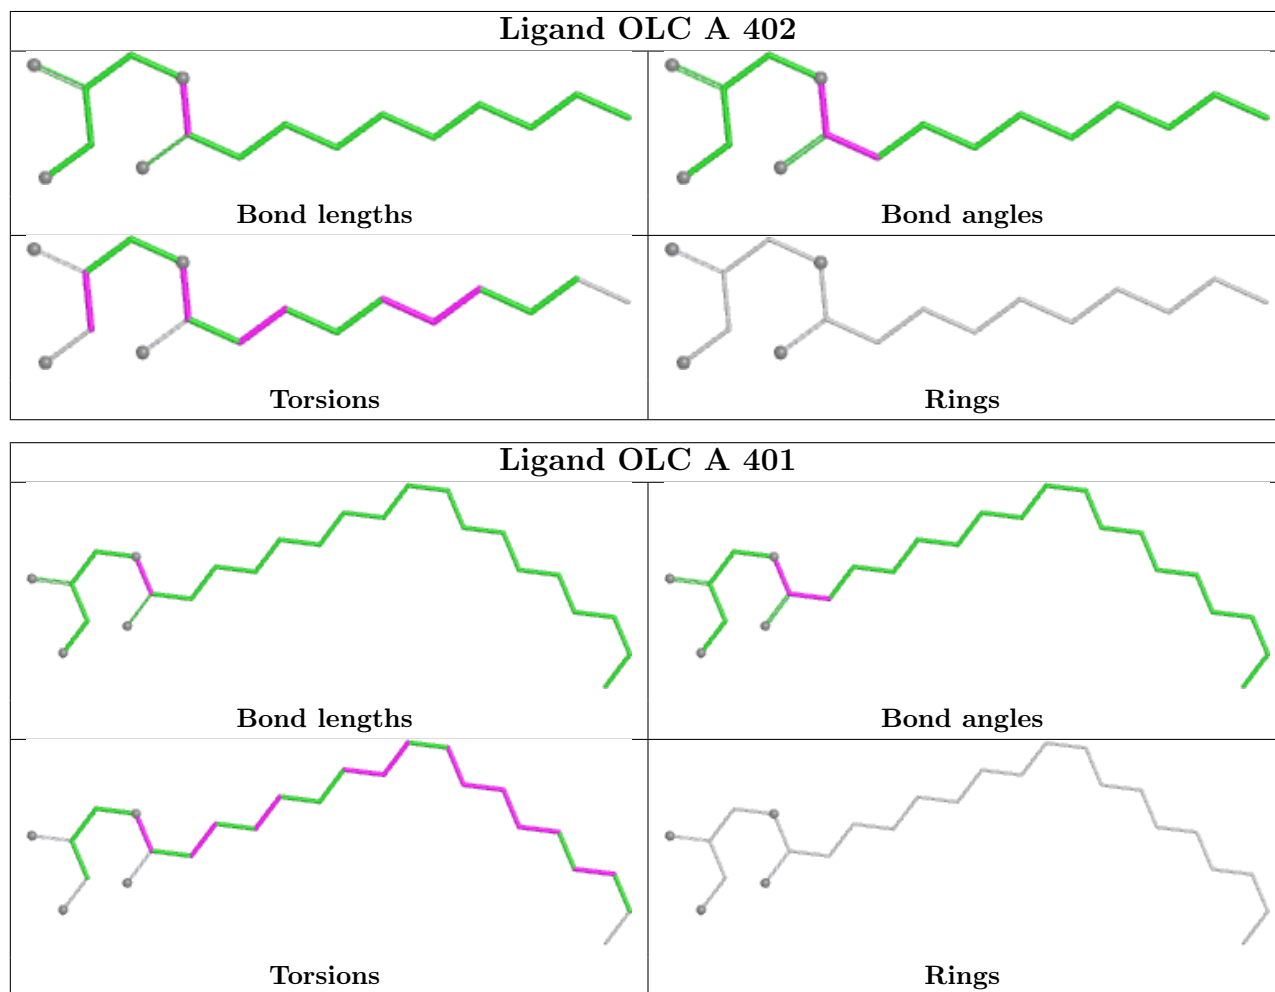 Ligand OLC A 402
Bond lengths
Bond angles
Torsions
Rings
Ligand OLC A 401
Bond lengths
Bond angles
Torsions
Rings